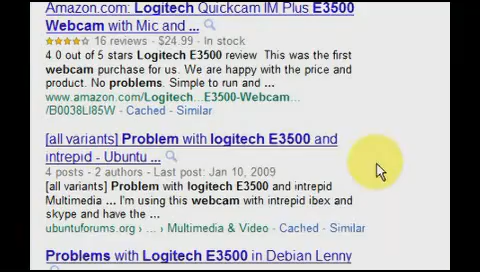 Amazon.com: Logitech Quickcam IM Plus E3500
Webcam with Mic and ...
16 reviews - $24.99 - In stock
4.0 out of 5 stars Logitech E3500 review. This was the first
webcam purchase for us. We are happy with the price and
product. No problems. Simple to run and ...
www.amazon.com/Logitech...E3500-Webcam...
/B0038LI85W - Cached - Similar
[all variants] Problem with logitech E3500 and
intrepid - Ubuntu ...
4 posts - 2 authors - Last post: Jan 10, 2009
[all variants] Problem with logitech E3500 and intrepid
Multimedia ... I'm using this webcam with intrepid ibex and
skype and have the ...
ubuntuforums.org › ... › Multimedia & Video - Cached - Similar
Problems with Logitech E3500 in Debian Lenny